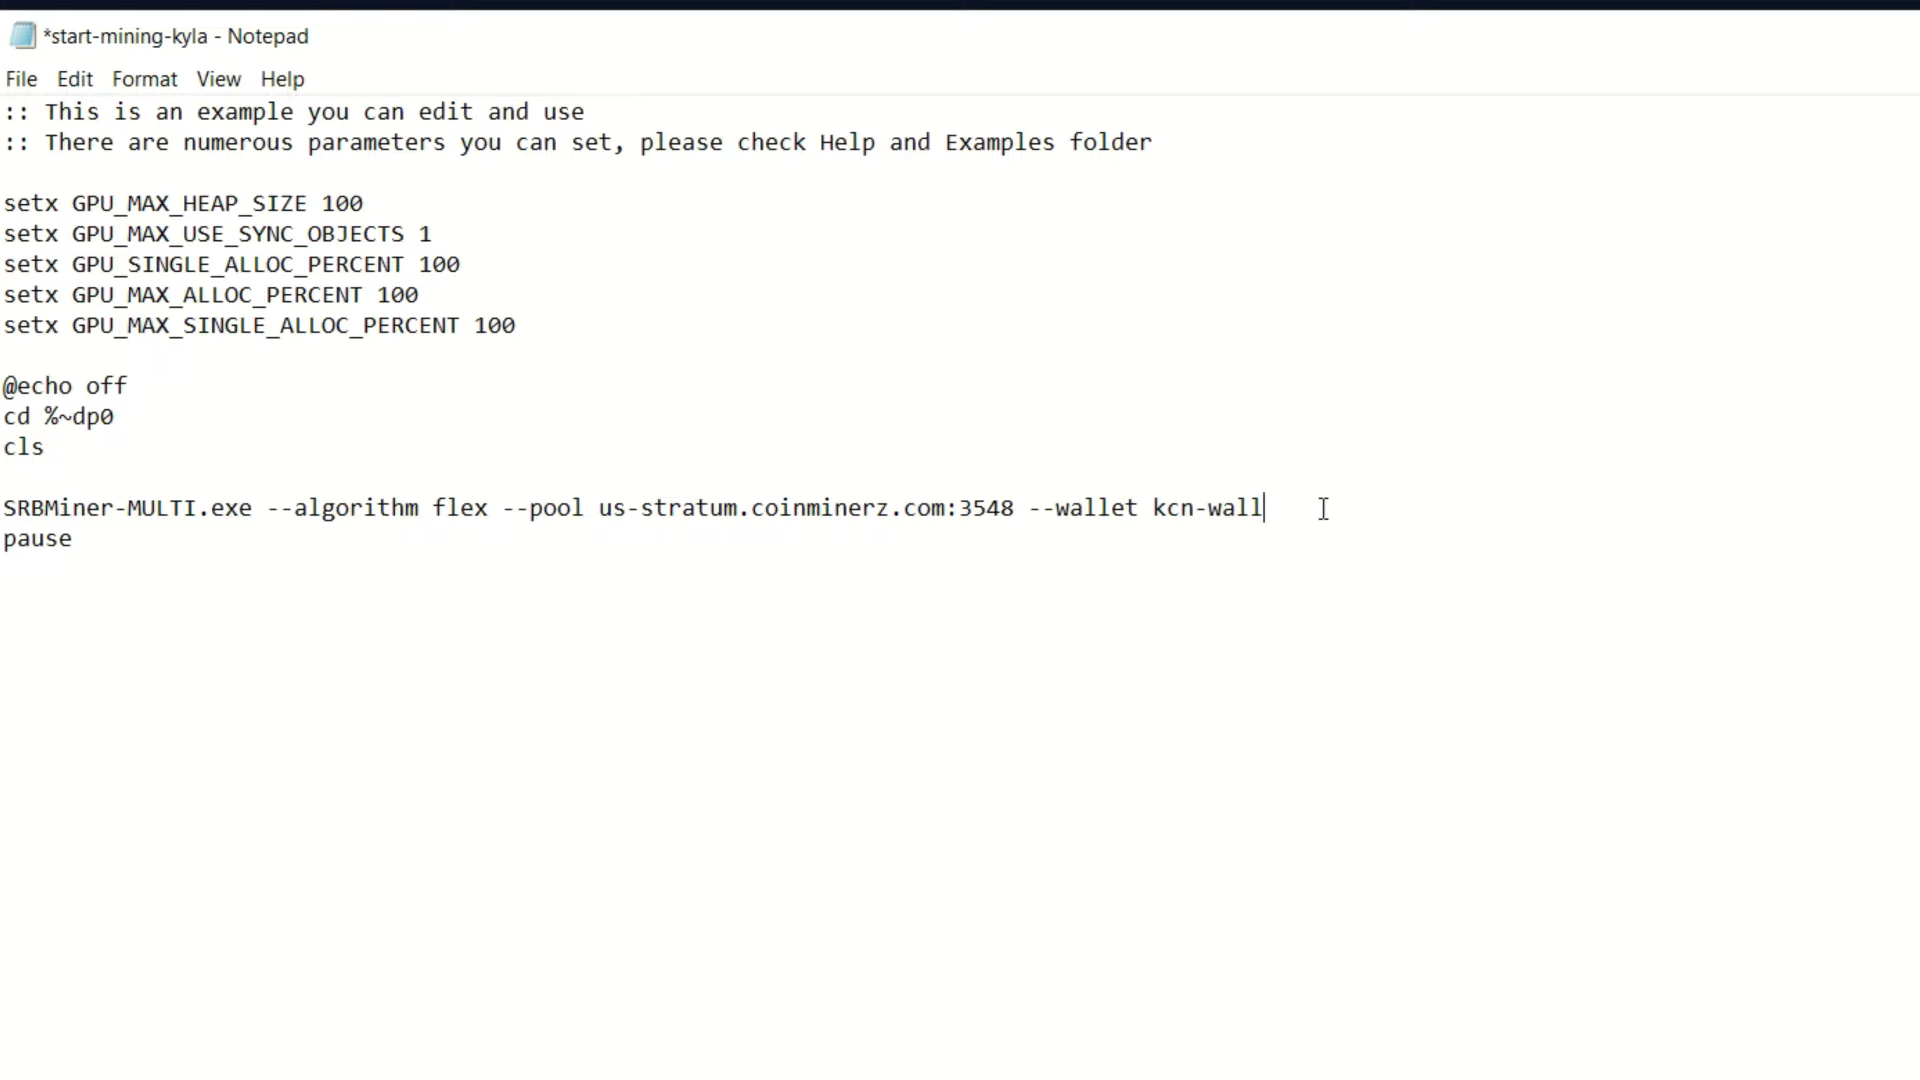 *start-mining-kyla - Notepad
File Edit Format View Help
:: This is an example you can edit and use
:: There are numerous parameters you can set, please check Help and Examples folder
setx GPU_MAX_HEAP_SIZE 100
setx GPU_MAX_USE_SYNC_OBJECTS 1
setx GPU_SINGLE_ALLOC_PERCENT 100
setx GPU_MAX_ALLOC_PERCENT 100
setx GPU_MAX_SINGLE_ALLOC_PERCENT 100
@echo off
cd %~dp0
cls
SRBMiner-MULTI.exe --algorithm flex --pool us-stratum.coinminerz.com:3548 --wallet kcn-wall
pause